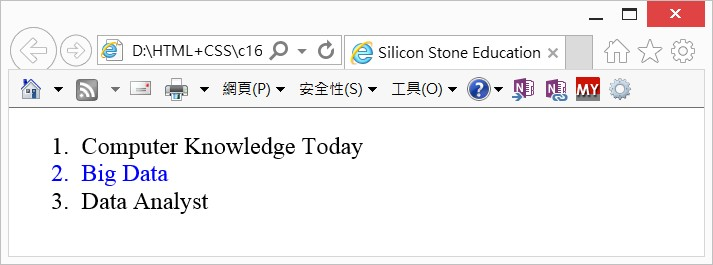 D:\HTML+CSS\c16
Silicon Stone Education
網頁(P) 安全性(S) 工具(O) ? N N MY
1. Computer Knowledge Today
2. Big Data
3. Data Analyst